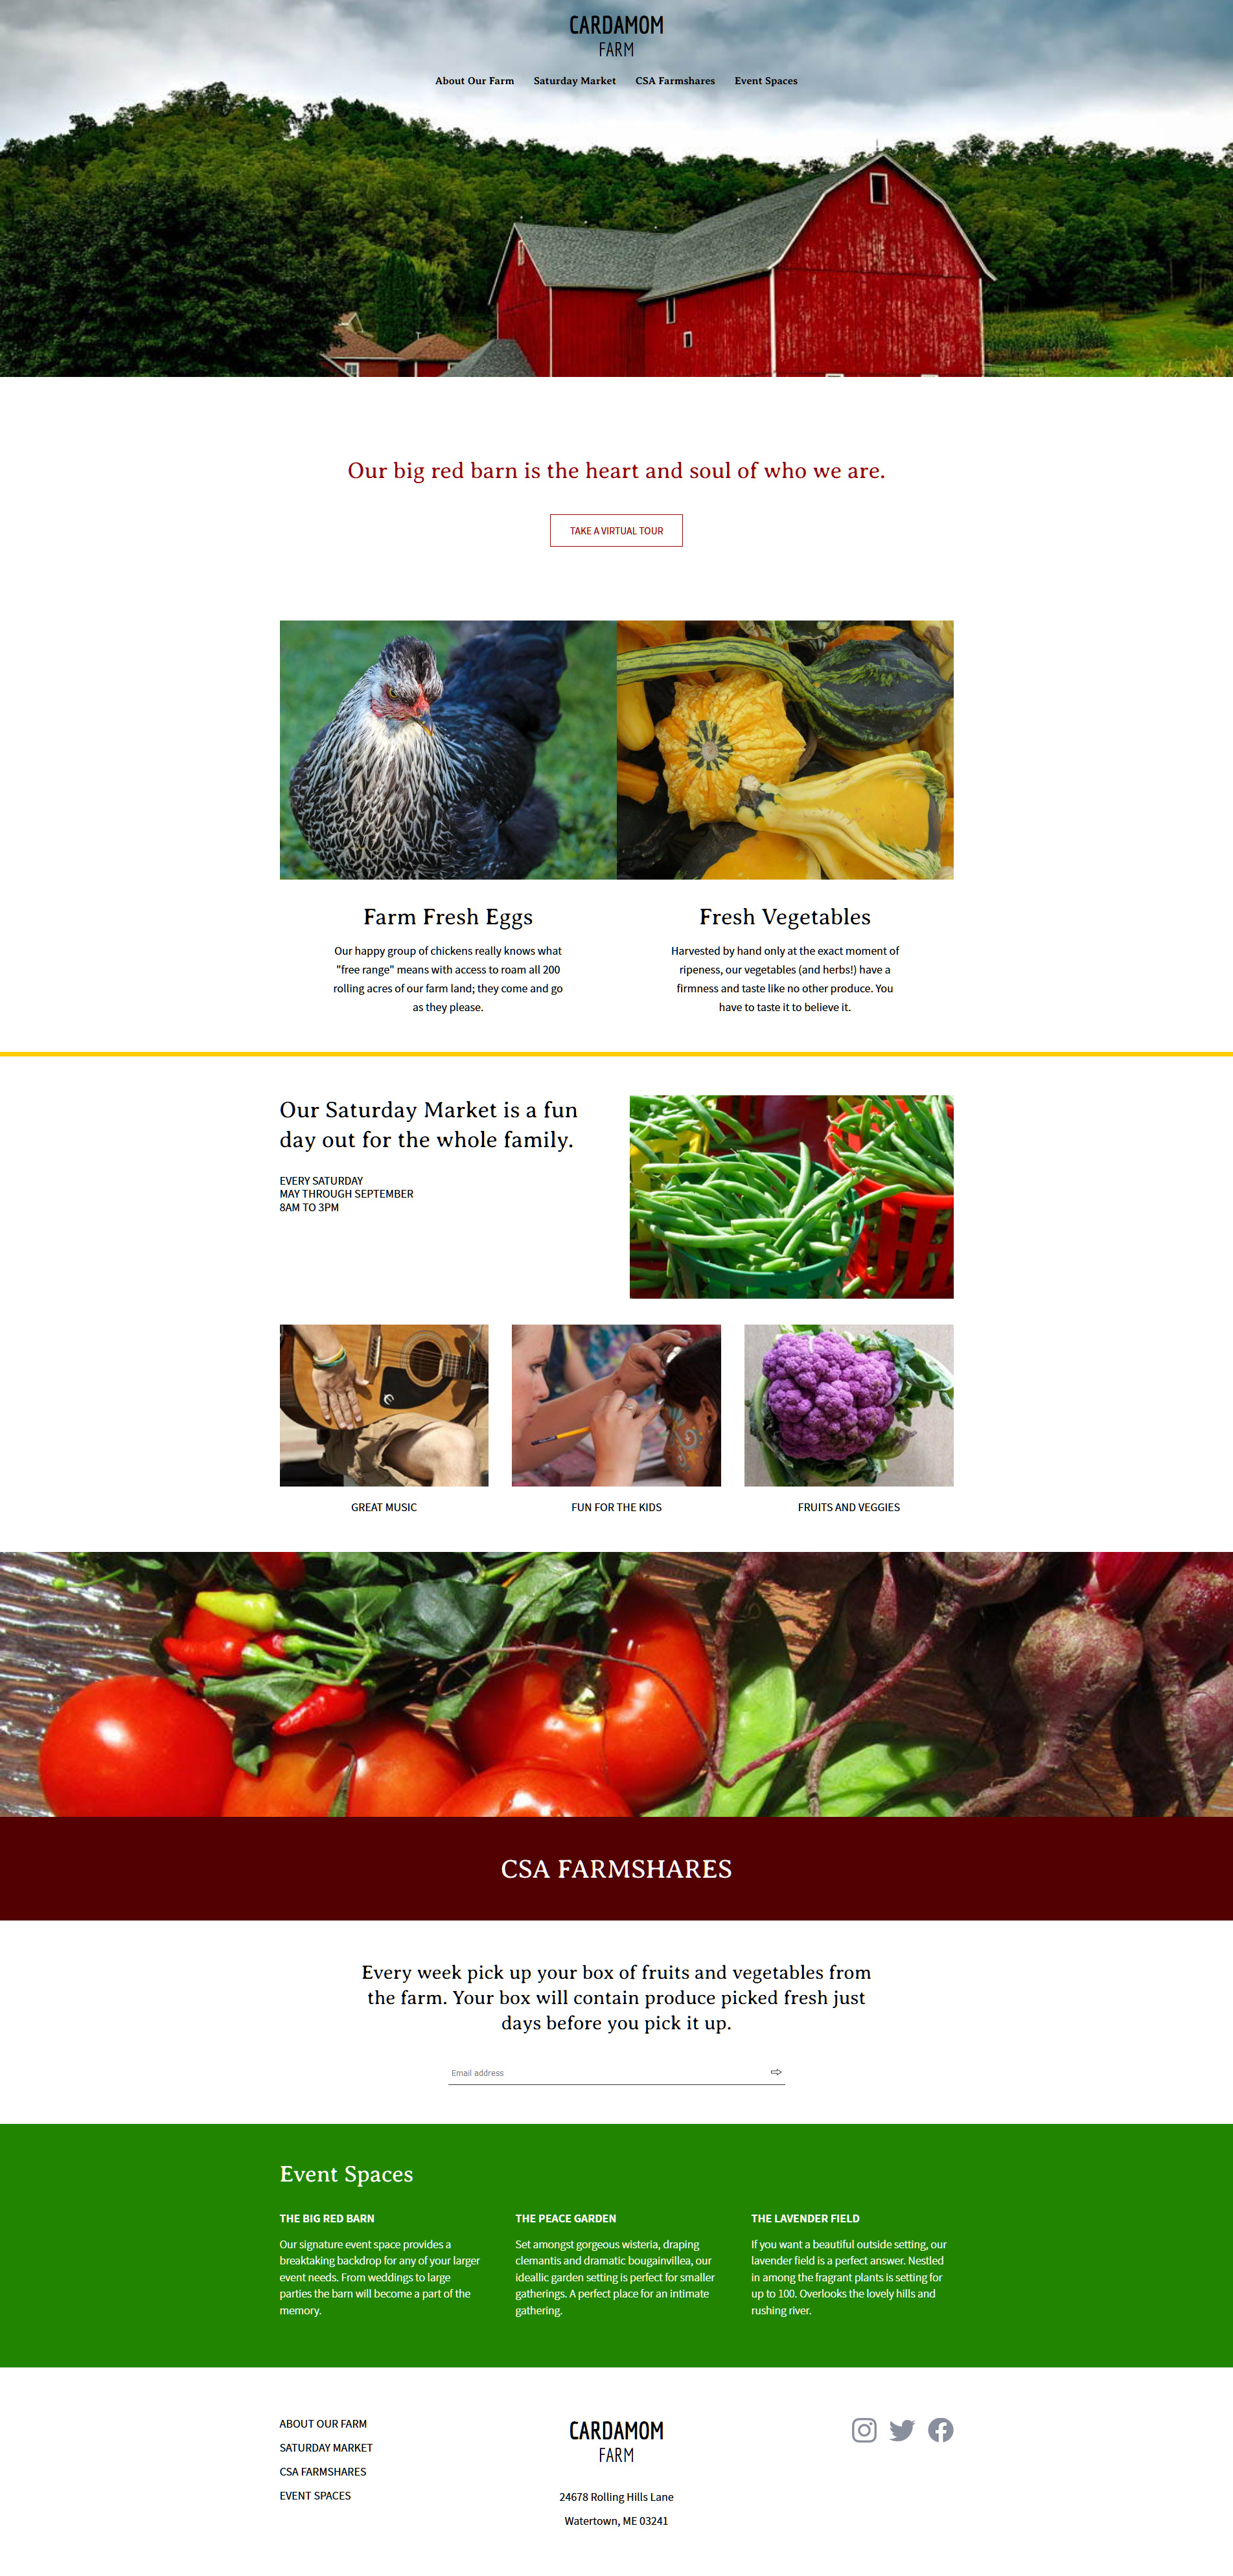 CARDAMOM
FARM
About Our Farm Saturday Market CSA Farmshares Event Spaces
Our big red barn is the heart and soul of who we are.
TAKE A VIRTUAL TOUR
Farm Fresh Eggs
Our happy group of chickens really knows what
"free range" means with access to roam all 200
rolling acres of our farm land; they come and go
as they please.
Fresh Vegetables
Harvested by hand only at the exact moment of
ripeness, our vegetables (and herbs!) have a
firmness and taste like no other produce. You
have to taste it to believe it.
Our Saturday Market is a fun
day out for the whole family.
EVERY SATURDAY
MAY THROUGH SEPTEMBER
8AM TO 3PM
GREAT MUSIC
FUN FOR THE KIDS
FRUITS AND VEGGIES
CSA FARMSHARES
Every week pick up your box of fruits and vegetables from
the farm. Your box will contain produce picked fresh just
days before you pick it up.
Email address
Event Spaces
THE BIG RED BARN
Our signature event space provides a
breaktaking backdrop for any of your larger
event needs. From weddings to large
parties the barn will become a part of the
memory.
THE PEACE GARDEN
Set amongst gorgeous wisteria, draping
clemantis and dramatic bougainvillea, our
ideallic garden setting is perfect for smaller
gatherings. A perfect place for an intimate
gathering.
THE LAVENDER FIELD
If you want a beautiful outside setting, our
lavender field is a perfect answer. Nestled
in among the fragrant plants is setting for
up to 100. Overlooks the lovely hills and
rushing river.
ABOUT OUR FARM
SATURDAY MARKET
CSA FARMSHARES
EVENT SPACES
CARDAMOM
FARM
24678 Rolling Hills Lane
Watertown, ME 03241